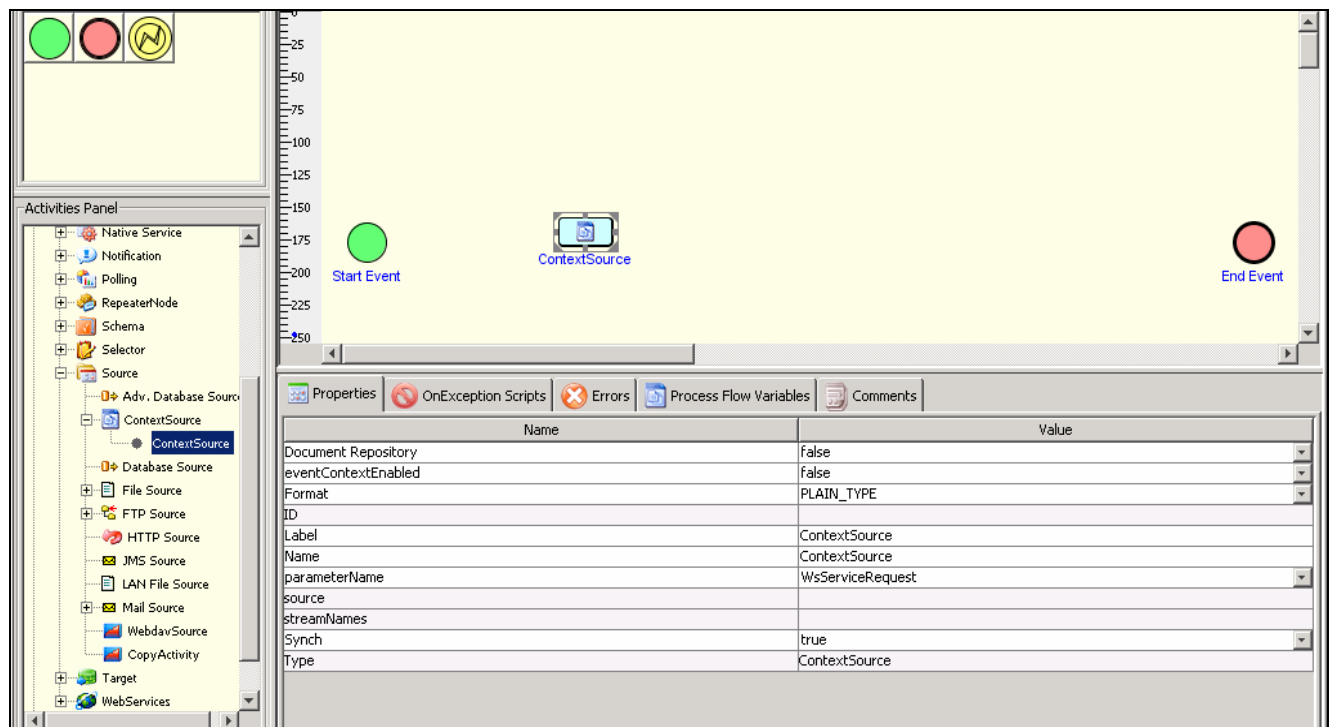 0
25
50
75
100
125
150
175
200
225
250
Start Event
ContextSource
End Event
Activities Panel
Native Service
Notification
Polling
RepeaterNode
Schema
Selector
Source
Adv. Database Sourc
ContextSource
ContextSource
Database Source
File Source
FTP Source
HTTP Source
JMS Source
LAN File Source
Mail Source
WebdavSource
CopyActivity
Target
WebServices
Properties OnException Scripts Errors Process Flow Variables Comments
Name Value
Document Repository false
eventContextEnabled false
Format PLAIN_TYPE
ID
Label ContextSource
Name ContextSource
parameterName WsServiceRequest
source
streamNames
Synch true
Type ContextSource